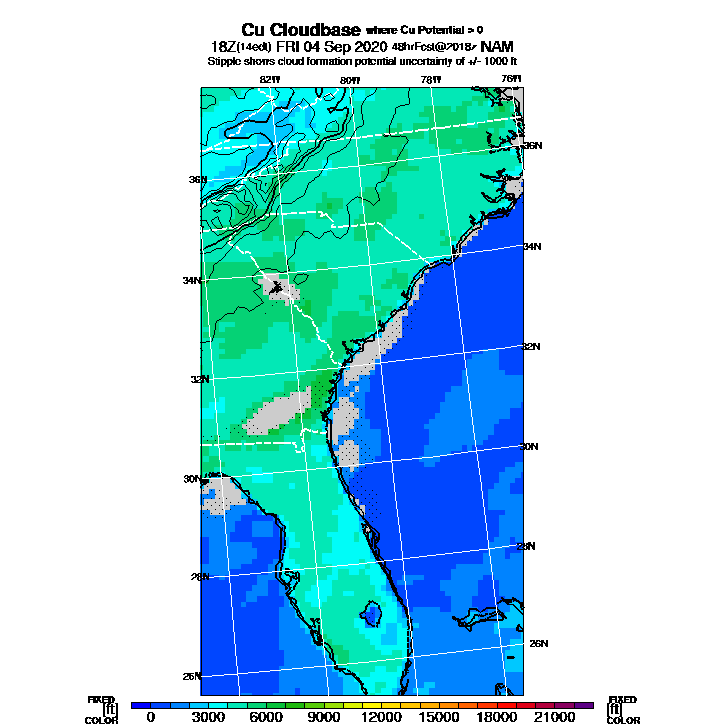 Cu Cloudbase where Cu Potential > 0
18Z(14edt) FRI 04 Sep 2020 48hrFcst@2018z NAM
Stipple shows cloud formation potential uncertainty of +/- 1000 ft
82W 80W 78W 76W
36N
36N
34N
34N
32N
32N
30N
30N
28N
28N
26N
26N
FIXED FIXED
[ft] 0 3000 6000 9000 12000 15000 18000 21000 [ft]
COLOR COLOR